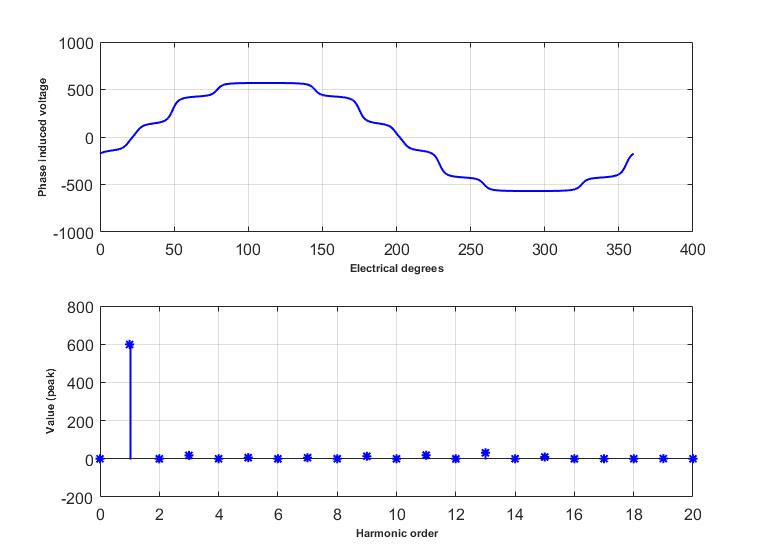 1000
500
0
-500
-1000
Phase induced voltage
0 50 100 150 200 250 300 350 400
Electrical degrees
800
600
400
200
0
-200
Value (peak)
0 2 4 6 8 10 12 14 16 18 20
Harmonic order